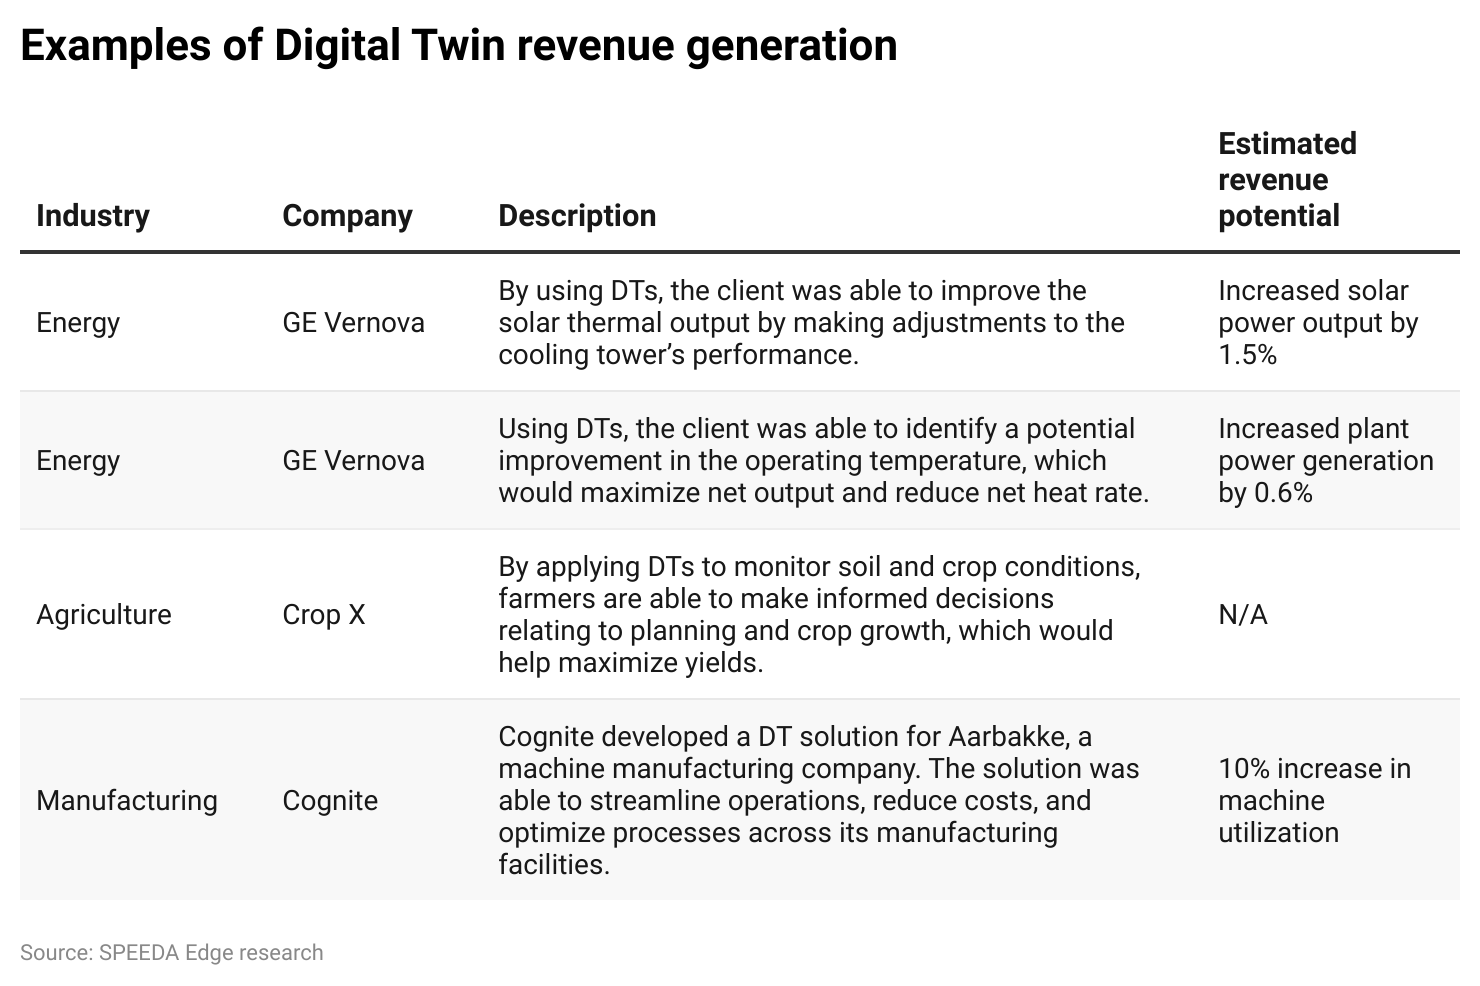 Examples of Digital Twin revenue generation
Industry
Company
Description
Estimated
revenue
potential
Energy
GE Vernova
By using DTs, the client was able to improve the
solar thermal output by making adjustments to the
cooling tower’s performance.
Increased solar
power output by
1.5%
Energy
GE Vernova
Using DTs, the client was able to identify a potential
improvement in the operating temperature, which
would maximize net output and reduce net heat rate.
Increased plant
power generation
by 0.6%
Agriculture
Crop X
By applying DTs to monitor soil and crop conditions,
farmers are able to make informed decisions
relating to planning and crop growth, which would
help maximize yields.
N/A
Manufacturing
Cognite
Cognite developed a DT solution for Aarbakke, a
machine manufacturing company. The solution was
able to streamline operations, reduce costs, and
optimize processes across its manufacturing
facilities.
10% increase in
machine
utilization
Source: SPEEDA Edge research